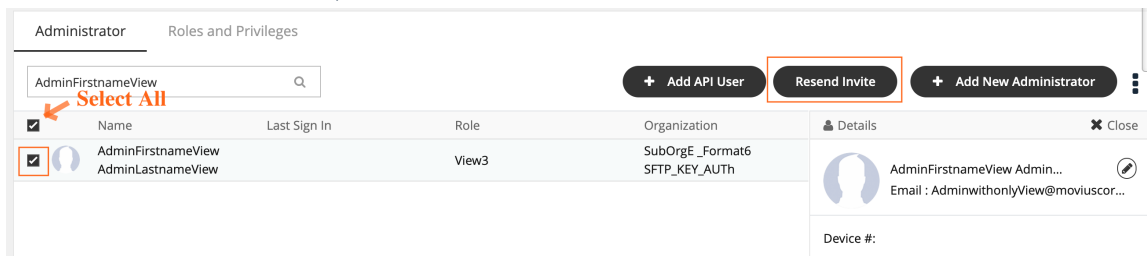 Administrator Roles and Privileges
AdminFirstnameView
+ Add API User Resend Invite + Add New Administrator
Select All
Name Last Sign In Role Organization Details Close
AdminFirstnameView
AdminLastnameView
View3
SubOrgE _Format6
SFTP_KEY_AUTh
AdminFirstnameView Admin...
Email : AdminwithonlyView@moviuscor...
Device #: